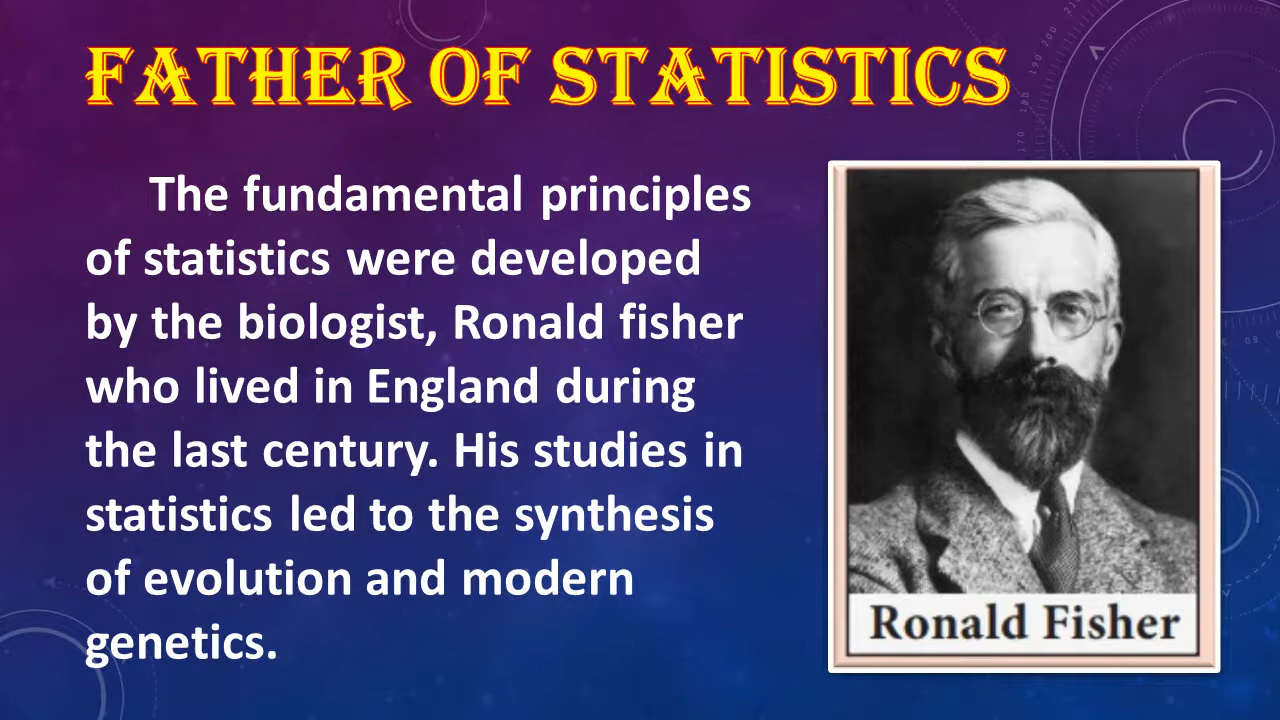 FATHER OF STATISTICS
The fundamental principles
of statistics were developed
by the biologist, Ronald fisher
who lived in England during
the last century. His studies in
statistics led to the synthesis
of evolution and modern
genetics.
Ronald Fisher